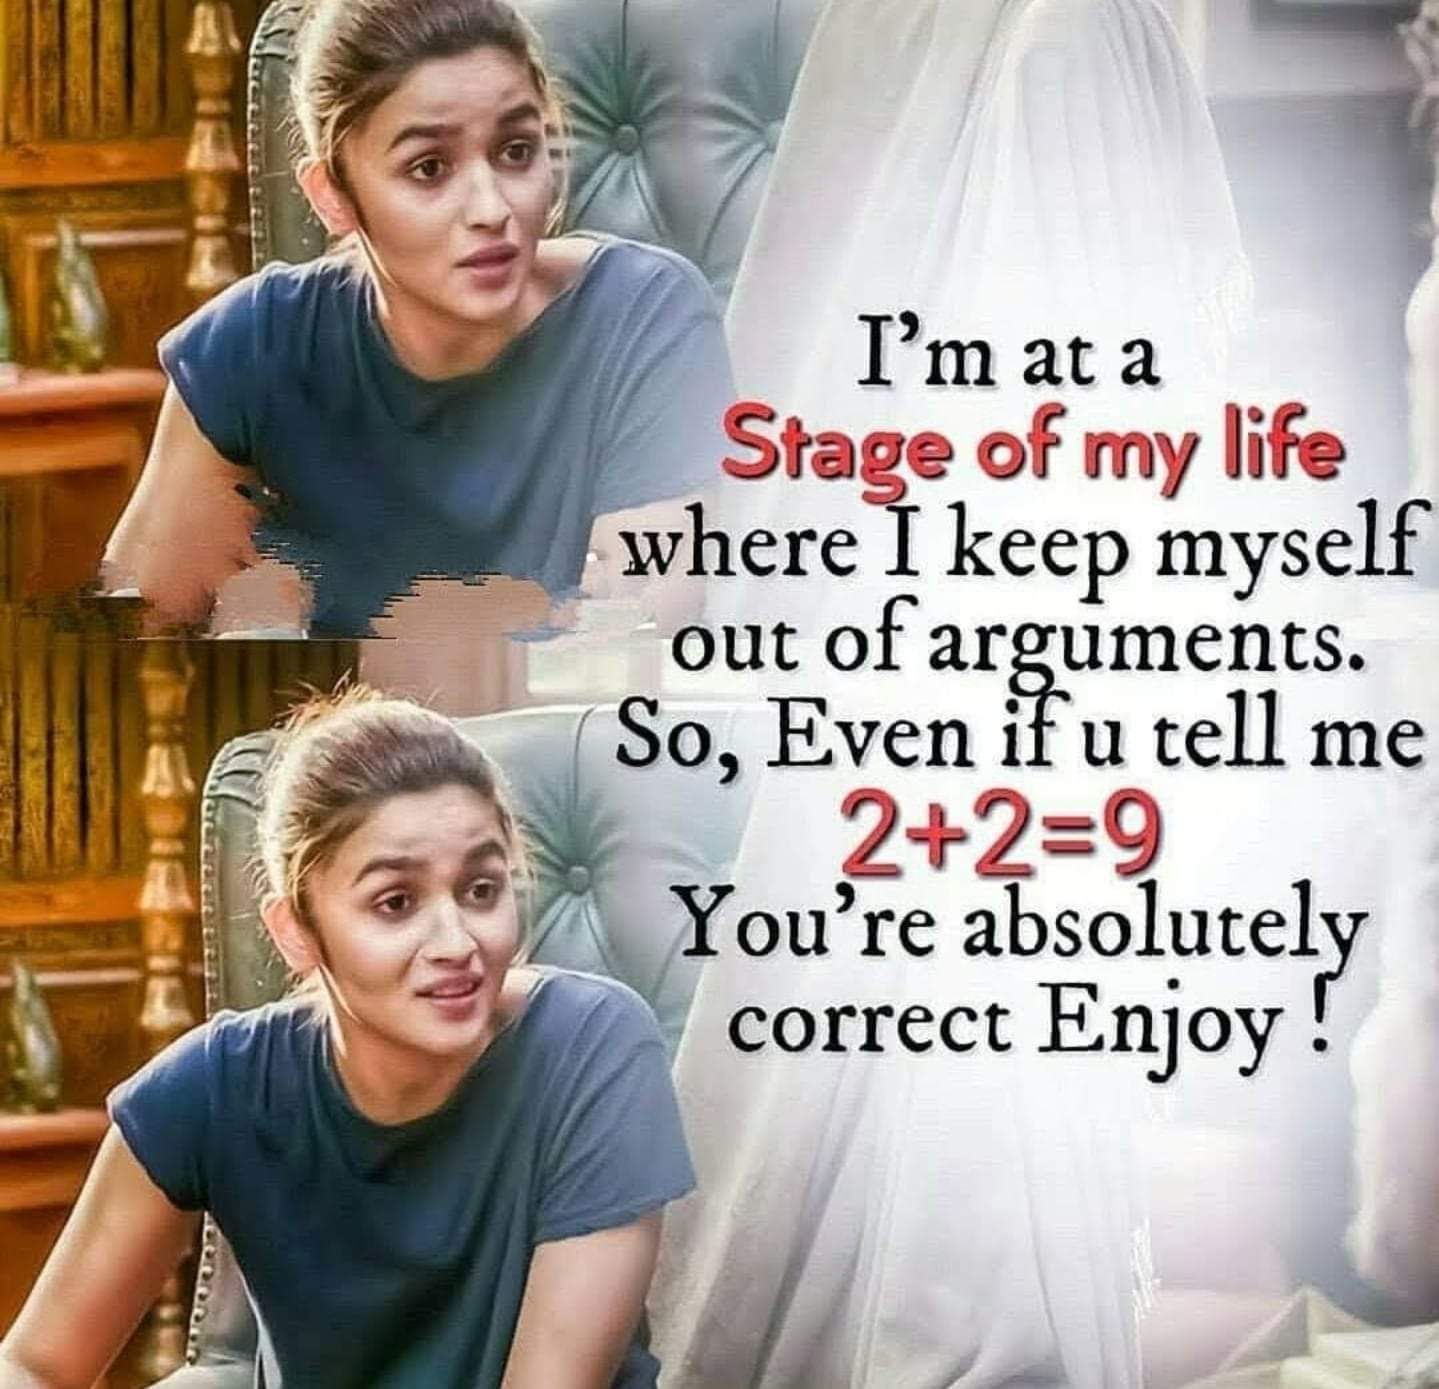 I'm at a
Stage of my life
where I keep myself
out of arguments.
So, Even if u tell me
2+2=9
You're absolutely
correct Enjoy !